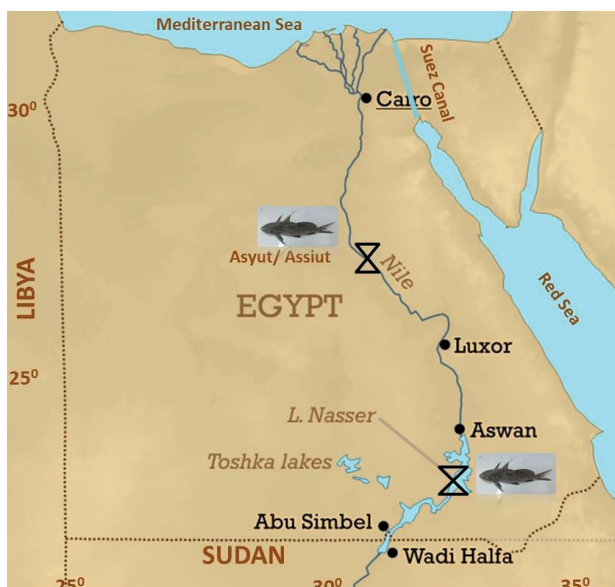 Mediterranean Sea
Suez Canal
30⁰
Cairo
Asyut/ Assiut
Nile
LIBYA
EGYPT
Red Sea
Luxor
25⁰
L. Nasser
Aswan
Toshka lakes
Abu Simbel
SUDAN
Wadi Halfa
25⁰
30⁰
35⁰